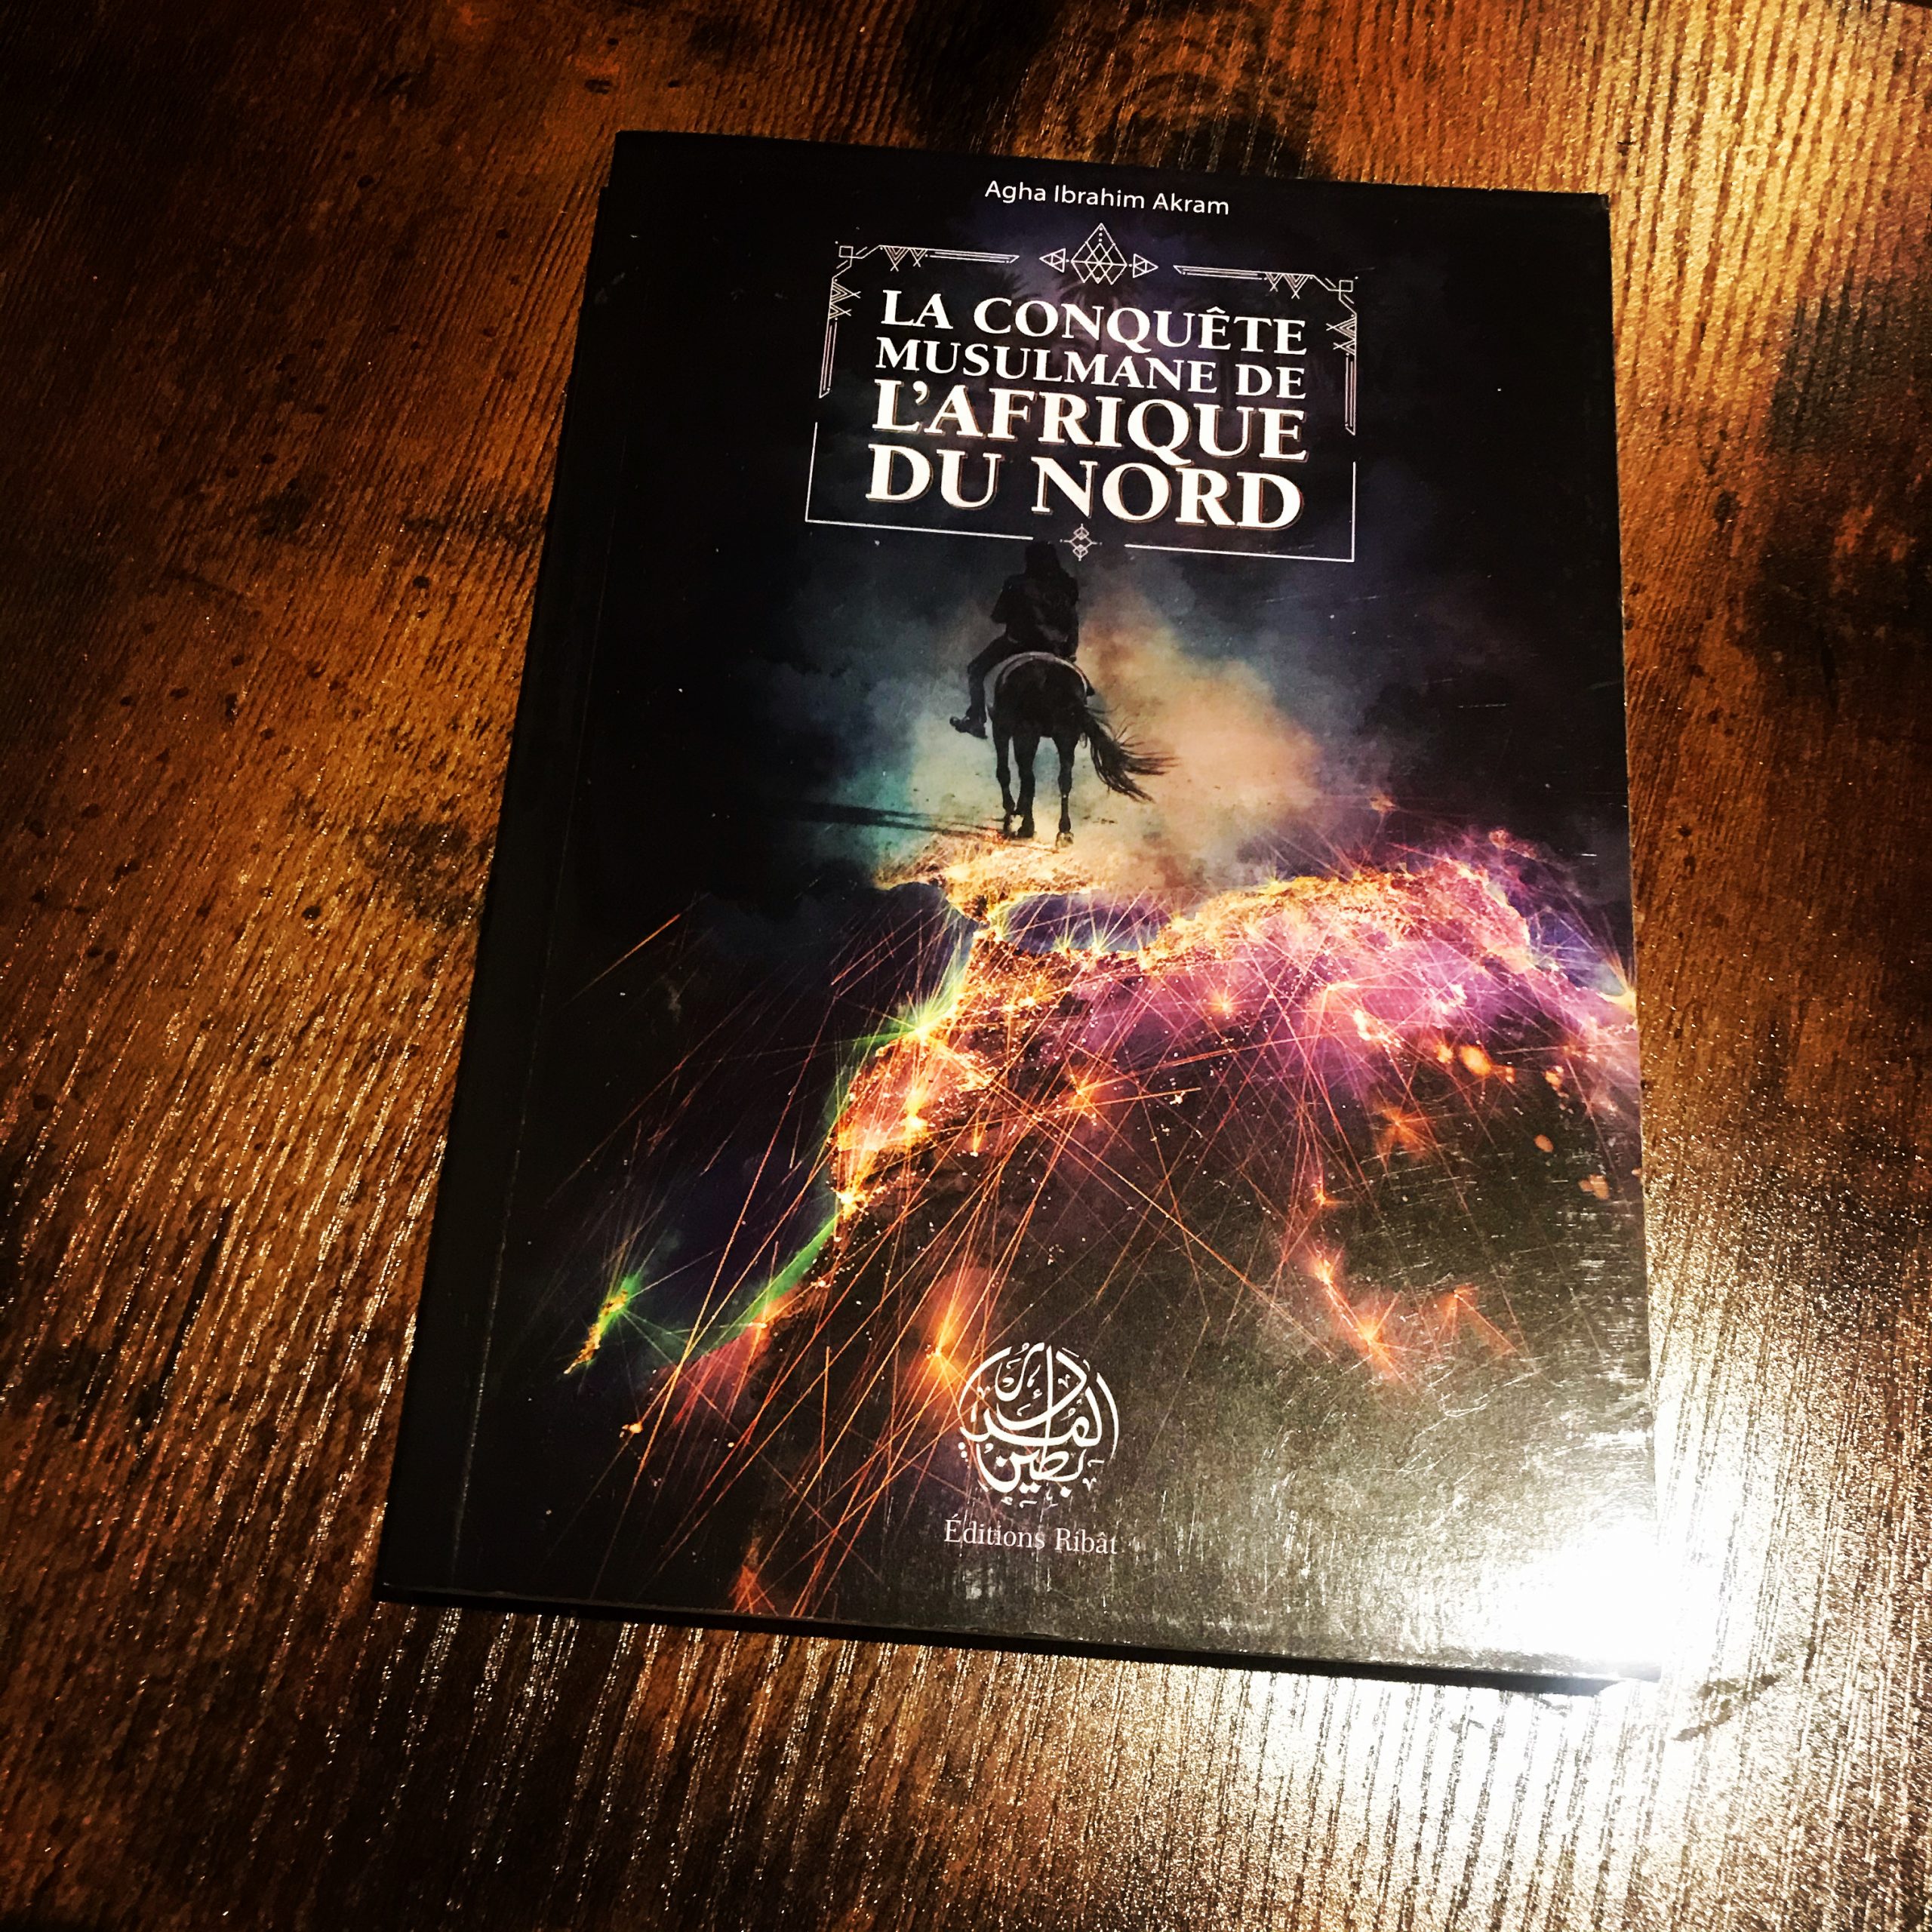 Agha Ibrahim Akram
LA CONQUÊTE
MUSULMANE DE
L'AFRIQUE
DU NORD
Éditions Ribât